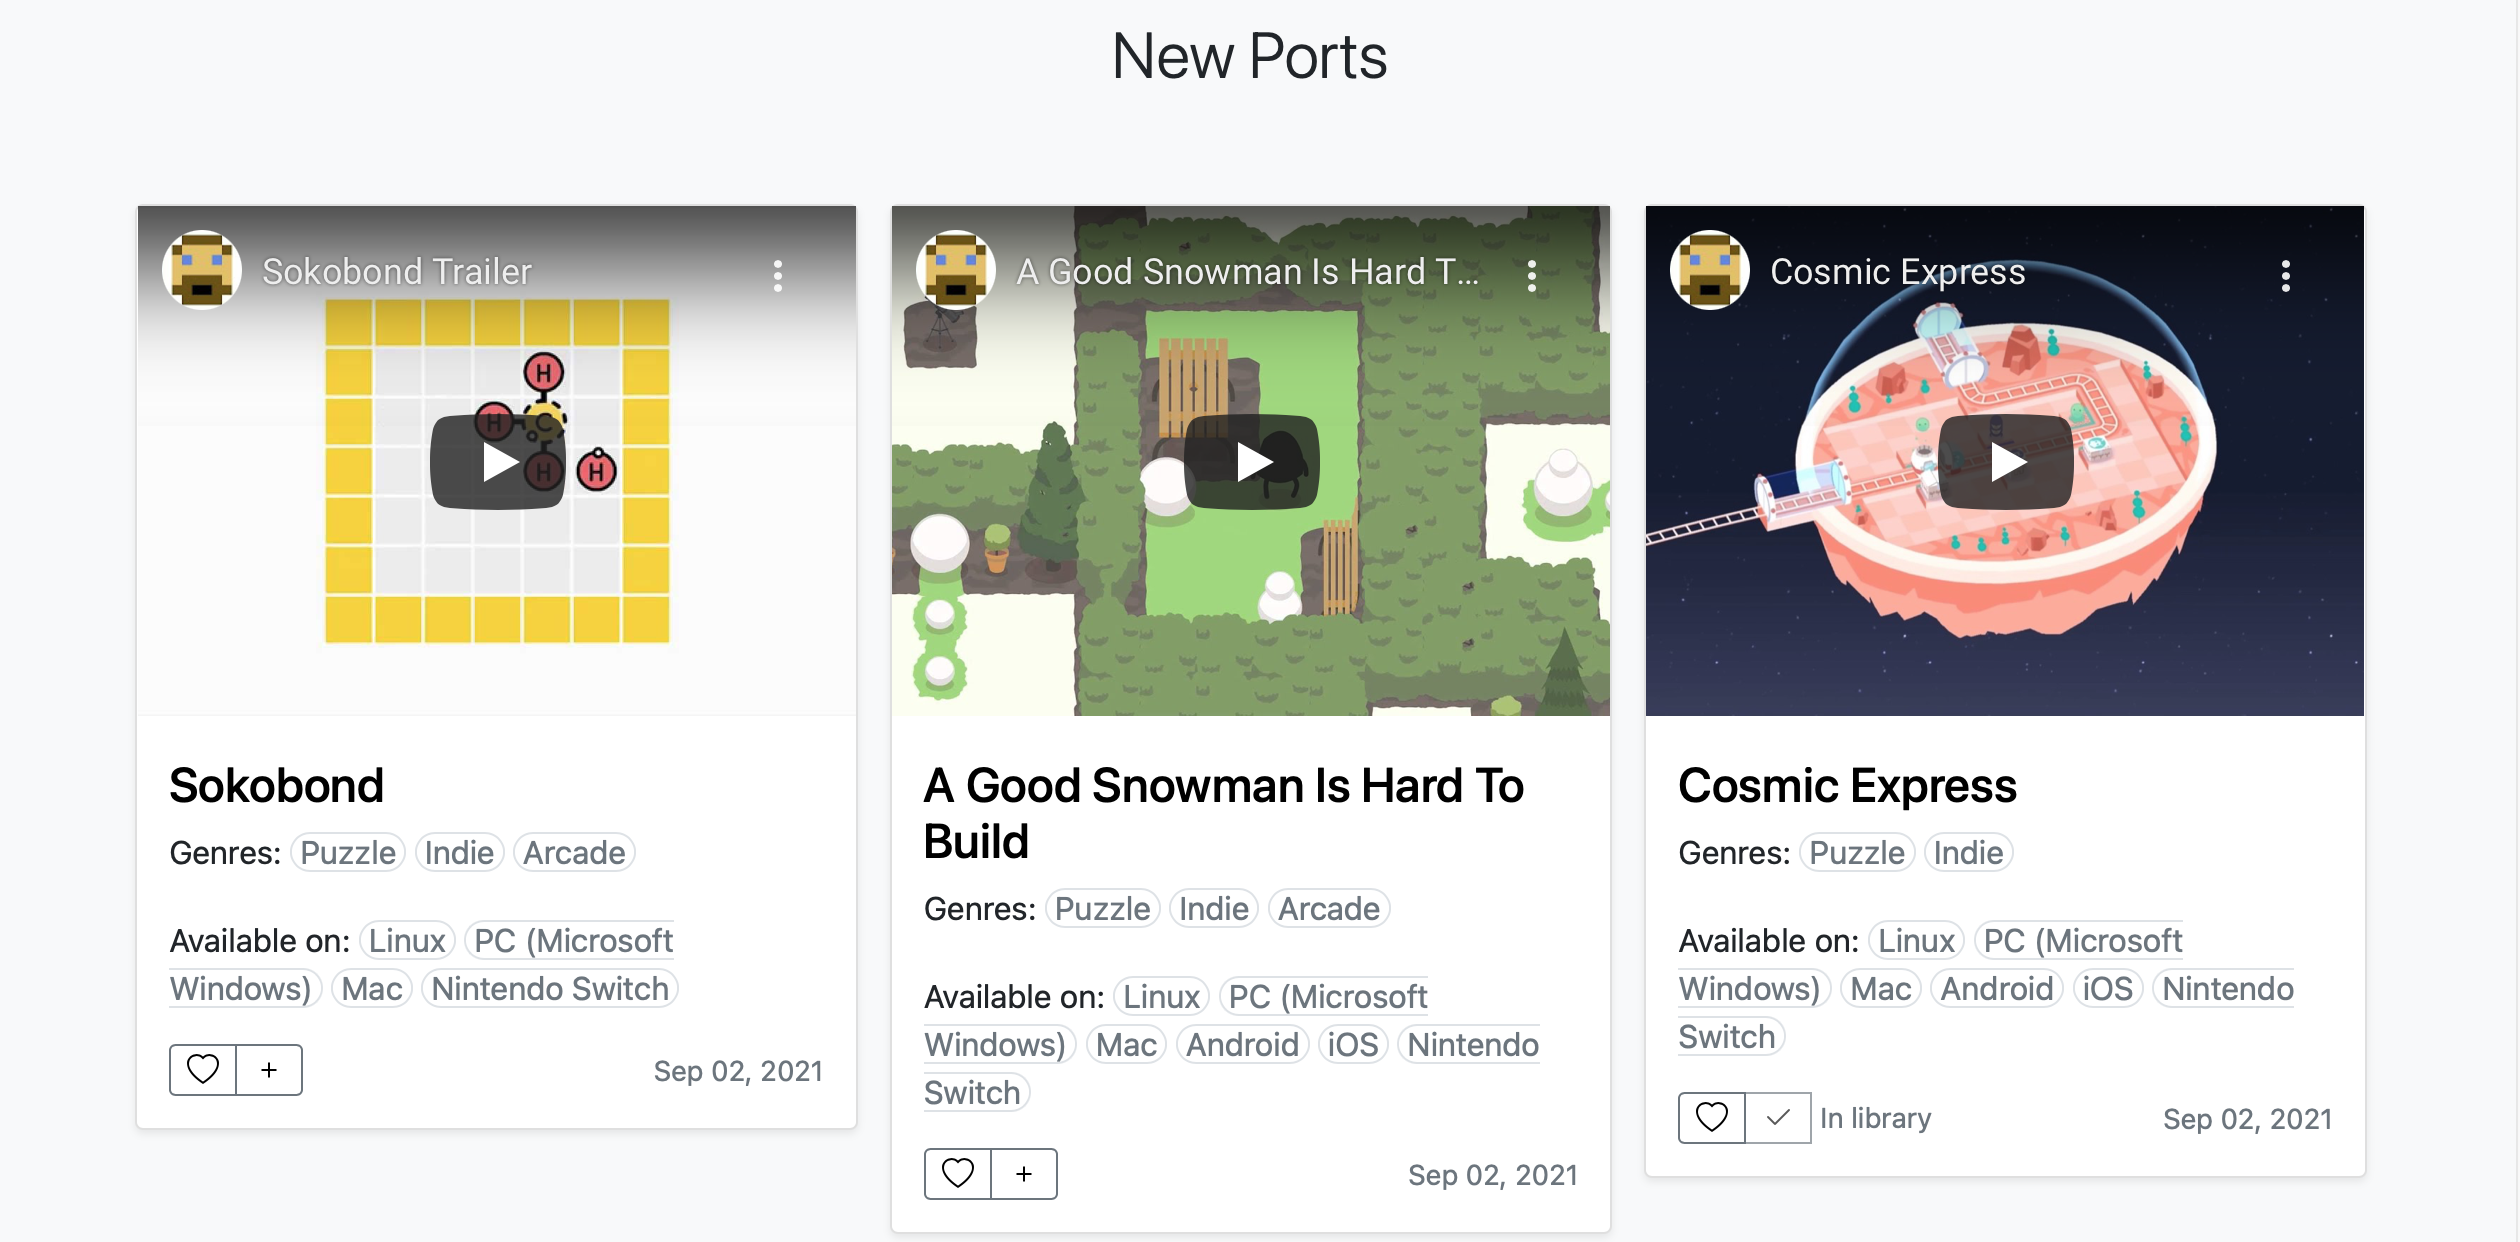 New Ports
Sokobond Trailer
H
H C
H H
Sokobond
Genres: Puzzle Indie Arcade
Available on: Linux PC (Microsoft
Windows) Mac Nintendo Switch
+
Sep 02, 2021
A Good Snowman Is Hard T...
A Good Snowman Is Hard To
Build
Genres: Puzzle Indie Arcade
Available on: Linux PC (Microsoft
Windows) Mac Android iOS Nintendo
Switch
+
Sep 02, 2021
Cosmic Express
Cosmic Express
Genres: Puzzle Indie
Available on: Linux PC (Microsoft
Windows) Mac Android iOS Nintendo
Switch
In library
Sep 02, 2021